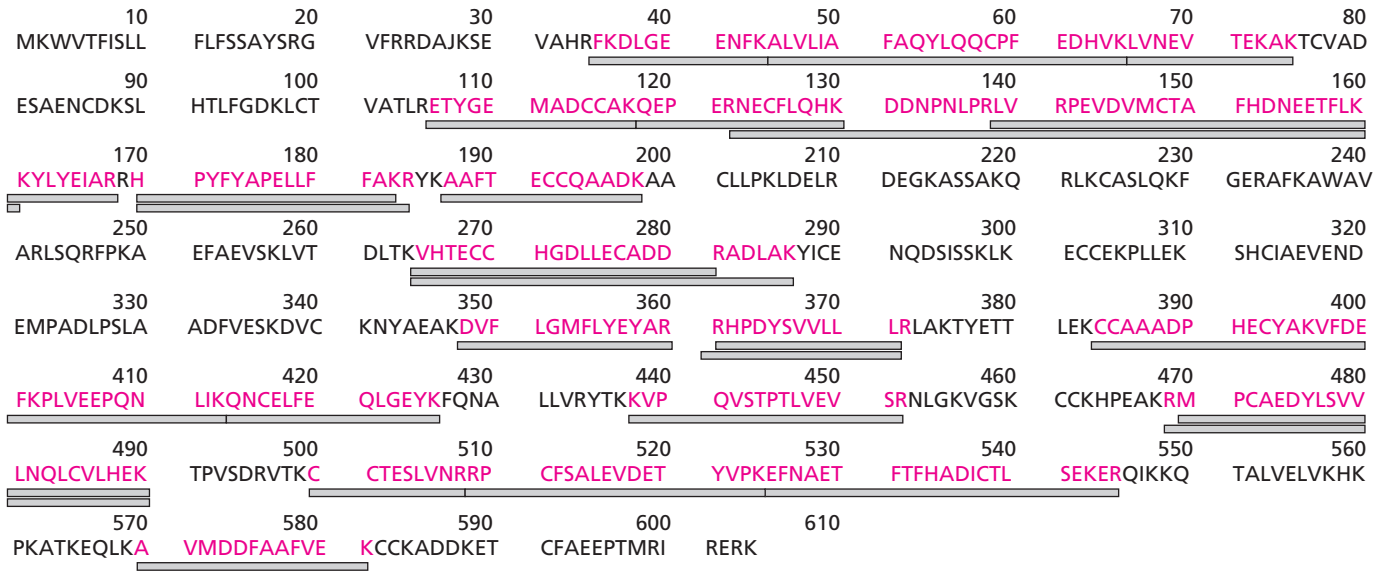 10 20 30 40 50 60 70 80
MKWVTFISLL FLFSSAYSRG VFRRDAJKSE VAHRFKDLGE ENFKALVLIA FAQYLQQCPF EDHVKLVNEV TEKAKTCVAD
90 100 110 120 130 140 150 160
ESAENCDKSL HTLFGDKLCT VATLRETYGE MADCCAKQEP ERNECFLQHK DDNPNLPRLV RPEVDVMCTA FHDNEETFLK
170 180 190 200 210 220 230 240
KYLYEIARRH PYFYAPELLF FAKRYKAAFT ECCQAADKAA CLLPKLDELR DEGKASSAKQ RLKCASLQKF GERAFKAWAV
250 260 270 280 290 300 310 320
ARLSQRFPKA EFAEVSKLVT DLTKVHTECC HGDLLECADD RADLAKYICE NQDSISSKLK ECCEKPLLEK SHCIAEVEND
330 340 350 360 370 380 390 400
EMPADLPSLA ADFVESKDVC KNYAEAKDVF LGMFLYEYAR RHPDYSVVLL LRLAKTYETT LEKCCAAADP HECYAKVFDE
410 420 430 440 450 460 470 480
FKPLVEEPQN LIKQNCELFE QLGEYKFQNA LLVRYTKKVP QVSTPTLVEV SRNLGKVGSK CCKHPEAKRM PCAEDYLSVV
490 500 510 520 530 540 550 560
LNQLCVLHEK TPVSDRVTKC CTESLVNRRP CFSALEVDET YVPKEFNAET FTFHADICTL SEKERQIKKQ TALVELVKHK
570 580 590 600 610
PKATKEQLKA VMDDFAAFVE KCCKADDKET CFAEEPTMRI RERK